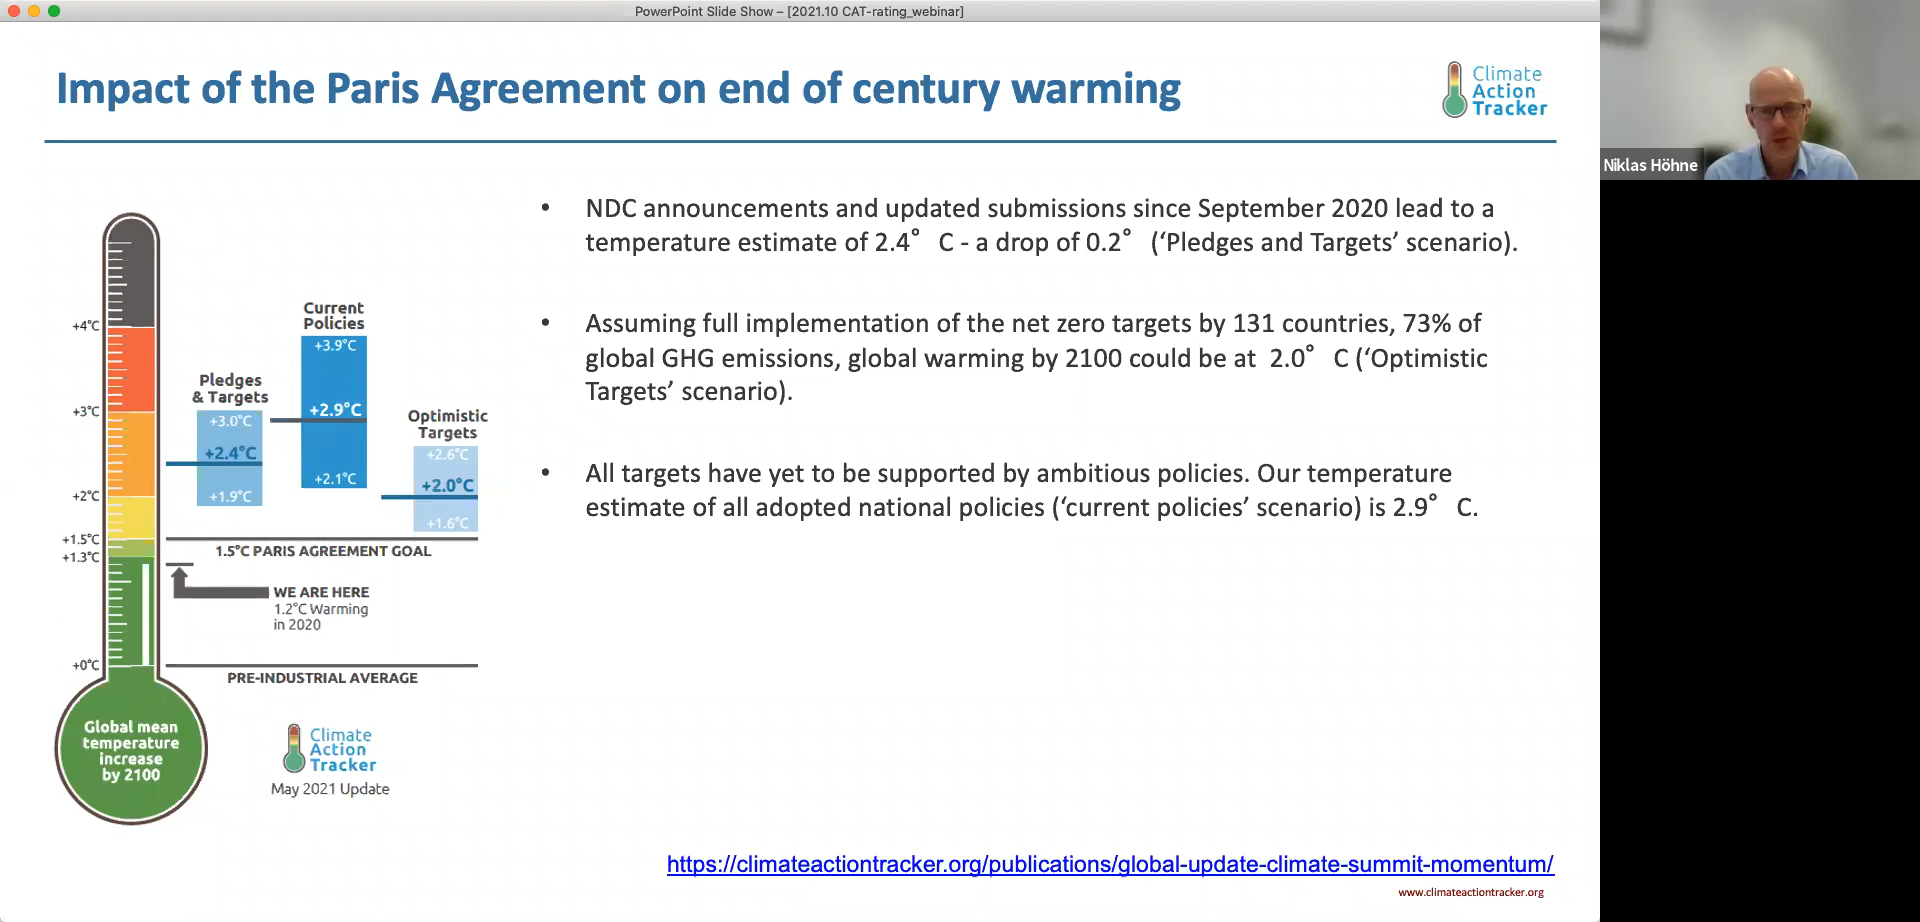 PowerPoint Slide Show – [2021.10 CAT-rating_webinar]
Impact of the Paris Agreement on end of century warming
Climate
Action
Tracker
Niklas Höhne
• NDC announcements and updated submissions since September 2020 lead to a
temperature estimate of 2.4° C - a drop of 0.2° (‘Pledges and Targets’ scenario).
• Assuming full implementation of the net zero targets by 131 countries, 73% of
global GHG emissions, global warming by 2100 could be at 2.0° C (‘Optimistic
Targets’ scenario).
• All targets have yet to be supported by ambitious policies. Our temperature
estimate of all adopted national policies (‘current policies’ scenario) is 2.9° C.
+4°C
+3°C
+2°C
+1.5°C
+1.3°C
+0°C
Pledges
& Targets
+3.0°C
+2.4°C
+1.9°C
Current
Policies
+3.9°C
+2.9°C
+2.1°C
Optimistic
Targets
+2.6°C
+2.0°C
+1.6°C
1.5°C PARIS AGREEMENT GOAL
WE ARE HERE
1.2°C Warming
in 2020
PRE-INDUSTRIAL AVERAGE
Global mean
temperature
increase
by 2100
Climate
Action
Tracker
May 2021 Update
https://climateactiontracker.org/publications/global-update-climate-summit-momentum/
www.climateactiontracker.org